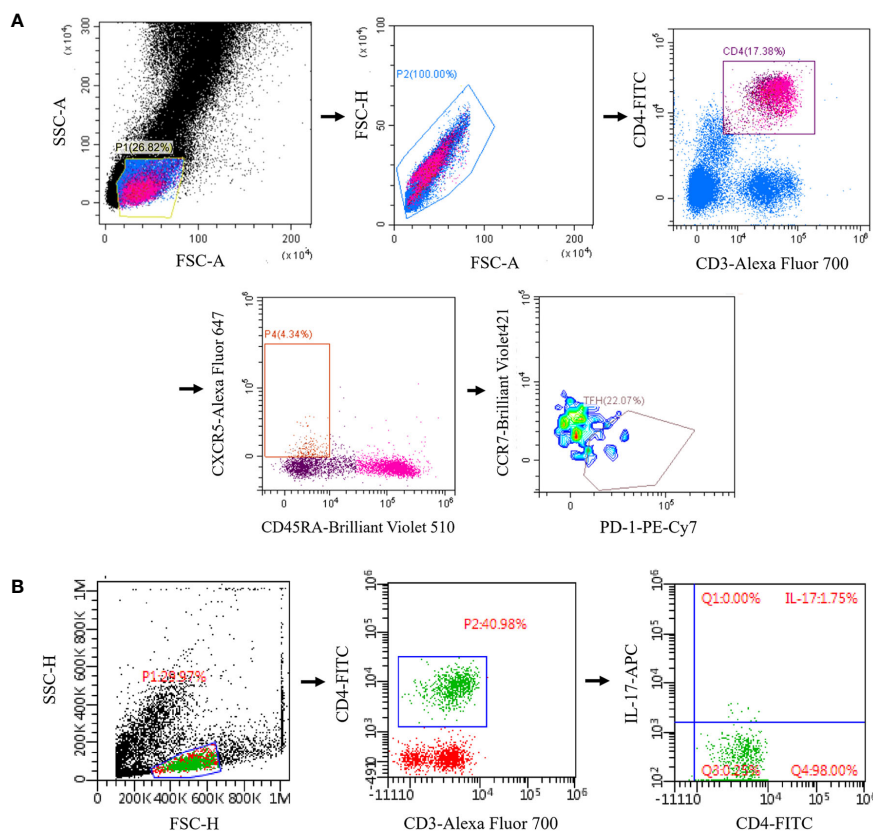 A
(x10⁴)
300
200
100
0
P1(26.82%)
SSC-A
0
100
200
(x10⁴)
FSC-A
(x10⁴)
100
50
0
P2(100.00%)
FSC-H
0
100
200
(x10⁴)
FSC-A
10⁵
10⁴
0
CD4(17.38%)
CD4-FITC
10⁴
10⁵
10⁶
CD3-Alexa Fluor 700
10⁶
10⁵
0
P4(4.34%)
CXCR5-Alexa Fluor 647
0
10⁴
10⁵
10⁶
CD45RA-Brilliant Violet 510
10⁵
10⁴
0
TFH(22.07%)
CCR7-Brilliant Violet421
0
10⁵
PD-1-PE-Cy7
B
1M
800K
600K
400K
200K
0
SSC-H
0
200K
400K
600K
800K
1M
FSC-H
10⁶
10⁵
10⁴
10³
-4910
P2:40.98%
CD4-FITC
-11110
10⁴
10⁵
10⁶
CD3-Alexa Fluor 700
10⁶
10⁵
10⁴
10³
10²
Q1:0.00%
IL-17:1.75%
Q4:98.00%
IL-17-APC
-11110
10⁴
10⁵
10⁶
CD4-FITC